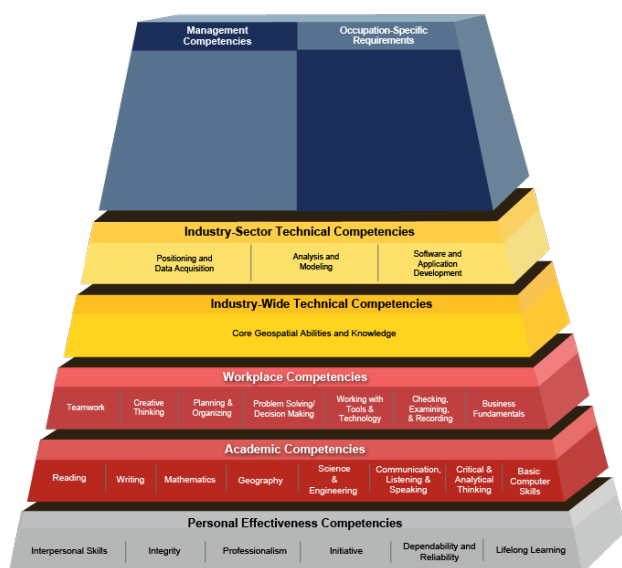 Management
Competencies
Occupation-Specific
Requirements
Industry-Sector Technical Competencies
Positioning and
Data Acquisition
Analysis and
Modeling
Software and
Application
Development
Industry-Wide Technical Competencies
Core Geospatial Abilities and Knowledge
Workplace Competencies
Teamwork
Creative
Thinking
Planning &
Organizing
Problem Solving/
Decision Making
Working with
Tools &
Technology
Checking,
Examining,
& Recording
Business
Fundamentals
Academic Competencies
Reading
Writing
Mathematics
Geography
Science
&
Engineering
Communication,
Listening &
Speaking
Critical &
Analytical
Thinking
Basic
Computer
Skills
Personal Effectiveness Competencies
Interpersonal Skills
Integrity
Professionalism
Initiative
Dependability and
Reliability
Lifelong Learning